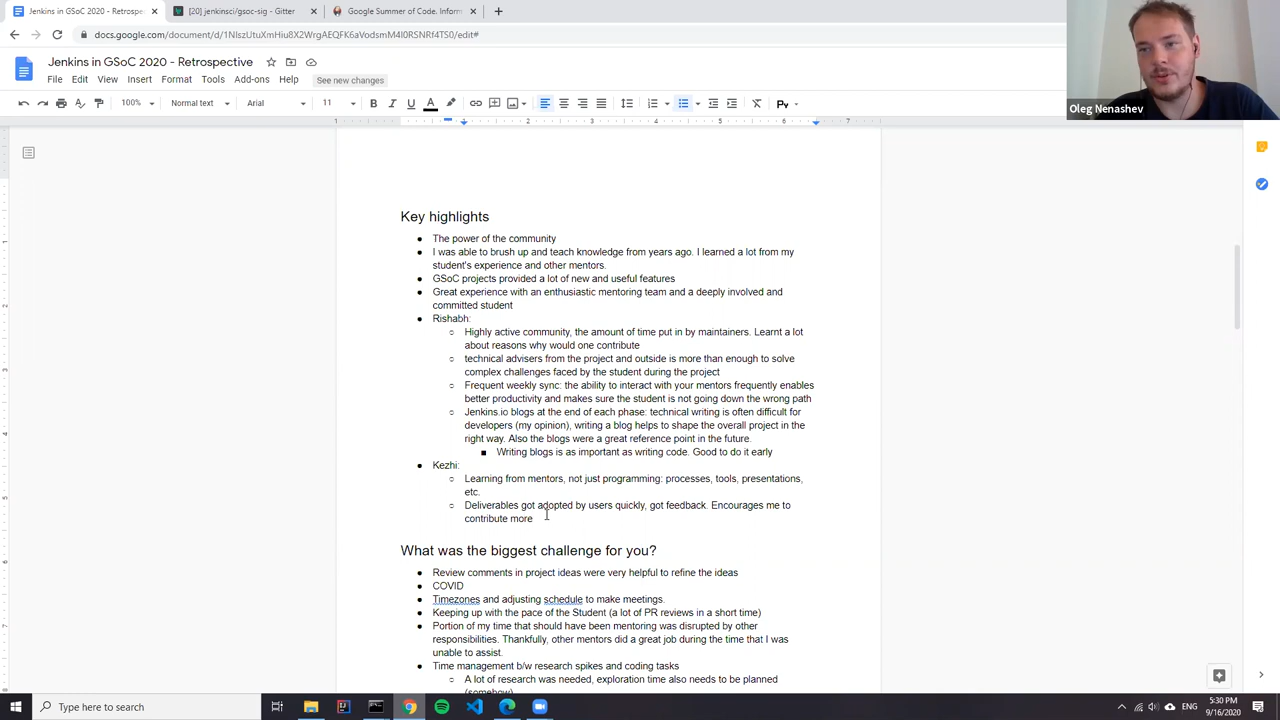 Jenkins in GSoC 2020 - Retrospe
[20] jenkinsci/gsoc-sig - Gitter
Google Summer of Code. Inform
docs.google.com/document/d/1NlszUtuXmHiu8X2WrgAEQFK6aVodsmM4I0RSNRf4TS0/edit#
Jenkins in GSoC 2020 - Retrospective
File Edit View Insert Format Tools Add-ons Help See new changes
100% Normal text Arial 11
Oleg Nenashev
Key highlights
The power of the community
I was able to brush up and teach knowledge from years ago. I learned a lot from my
student's experience and other mentors.
GSoC projects provided a lot of new and useful features
Great experience with an enthusiastic mentoring team and a deeply involved and
committed student
Rishabh:
Highly active community, the amount of time put in by maintainers. Learnt a lot
about reasons why would one contribute
technical advisers from the project and outside is more than enough to solve
complex challenges faced by the student during the project
Frequent weekly sync: the ability to interact with your mentors frequently enables
better productivity and makes sure the student is not going down the wrong path
Jenkins.io blogs at the end of each phase: technical writing is often difficult for
developers (my opinion), writing a blog helps to shape the overall project in the
right way. Also the blogs were a great reference point in the future.
Writing blogs is as important as writing code. Good to do it early
Kezhi:
Learning from mentors, not just programming: processes, tools, presentations,
etc.
Deliverables got adopted by users quickly, got feedback. Encourages me to
contribute more
What was the biggest challenge for you?
Review comments in project ideas were very helpful to refine the ideas
COVID
Timezones and adjusting schedule to make meetings.
Keeping up with the pace of the Student (a lot of PR reviews in a short time)
Portion of my time that should have been mentoring was disrupted by other
responsibilities. Thankfully, other mentors did a great job during the time that I was
unable to assist.
Time management b/w research spikes and coding tasks
A lot of research was needed, exploration time also needs to be planned
(somehow)
Type here to search
ENG
5:30 PM
9/16/2020